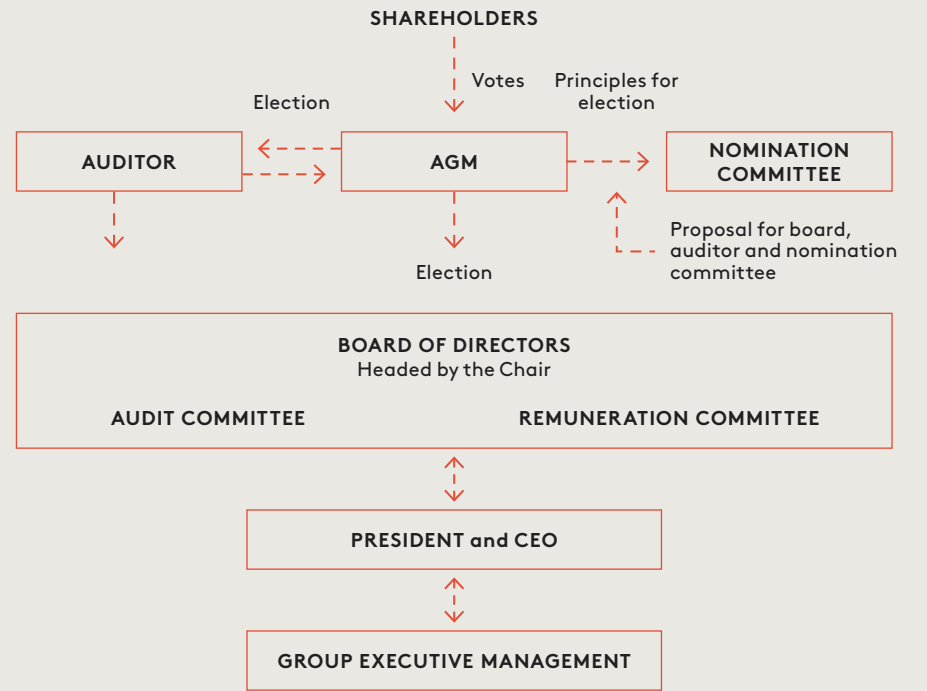 SHAREHOLDERS
Votes
Principles for
election
Election
AUDITOR
AGM
NOMINATION
COMMITTEE
Proposal for board,
auditor and nomination
committee
Election
BOARD OF DIRECTORS
Headed by the Chair
AUDIT COMMITTEE
REMUNERATION COMMITTEE
PRESIDENT and CEO
GROUP EXECUTIVE MANAGEMENT